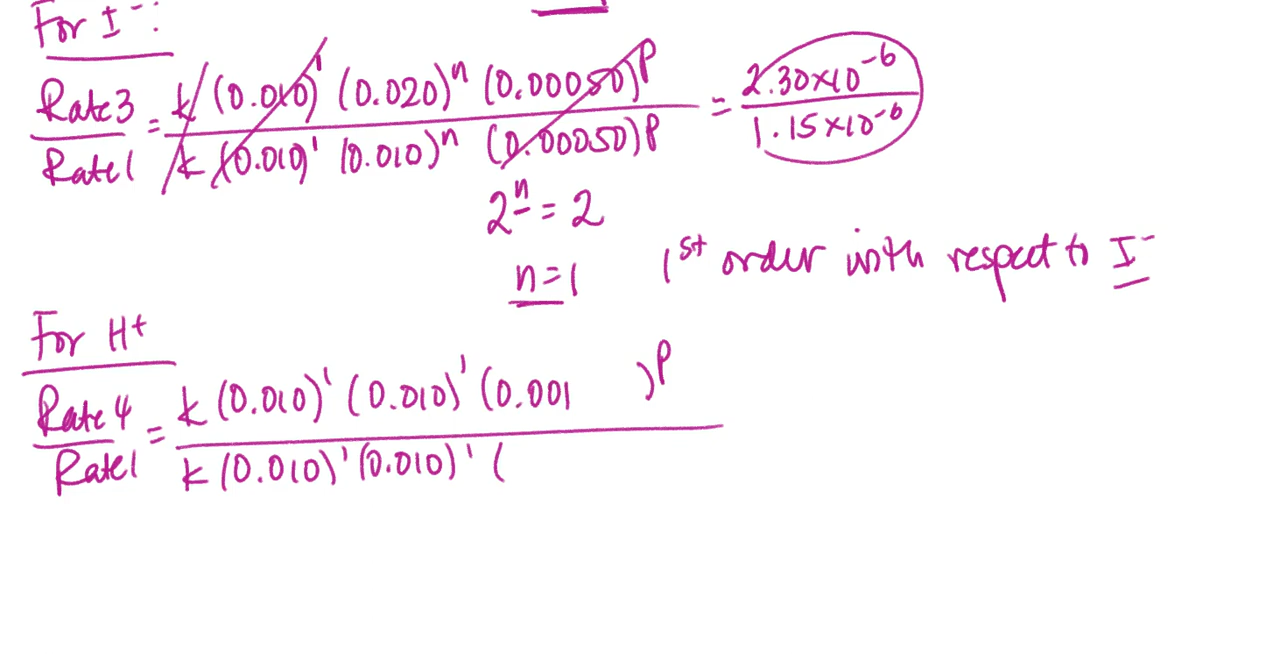 For I⁻:
Rate3 / Rate1 = k (0.010)¹ (0.020)ⁿ (0.00050)ᵖ / k (0.010)¹ (0.010)ⁿ (0.00050)ᵖ = 2.30×10⁻⁶ / 1.15×10⁻⁶
2ⁿ = 2
n=1 1st order with respect to I⁻
For H+
Rate 4 / Rate1 = k (0.010)¹ (0.010)¹ (0.001 )ᵖ / k (0.010)¹ (0.010)¹ (